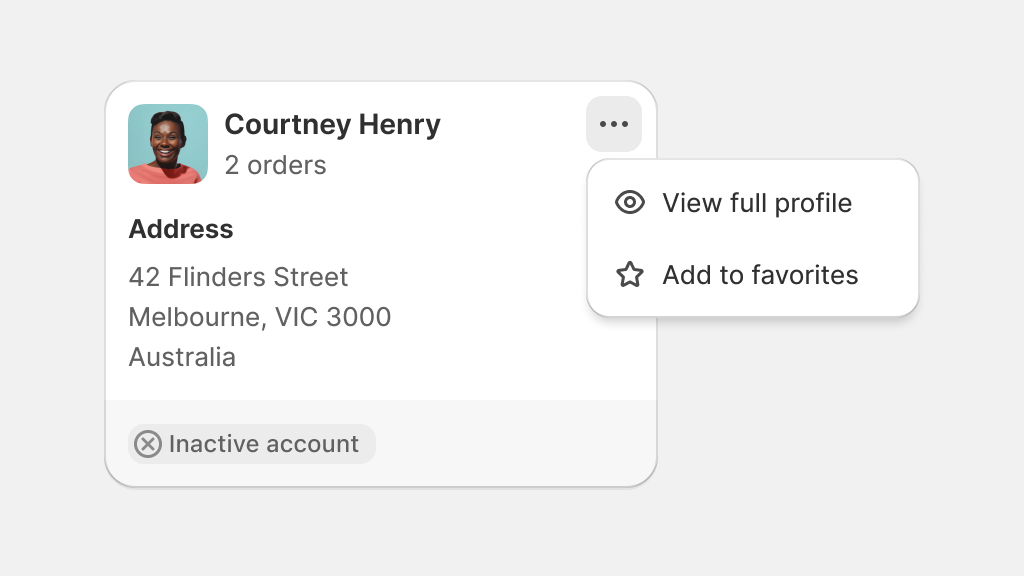 Courtney Henry
2 orders
View full profile
Add to favorites
Address
42 Flinders Street
Melbourne, VIC 3000
Australia
Inactive account